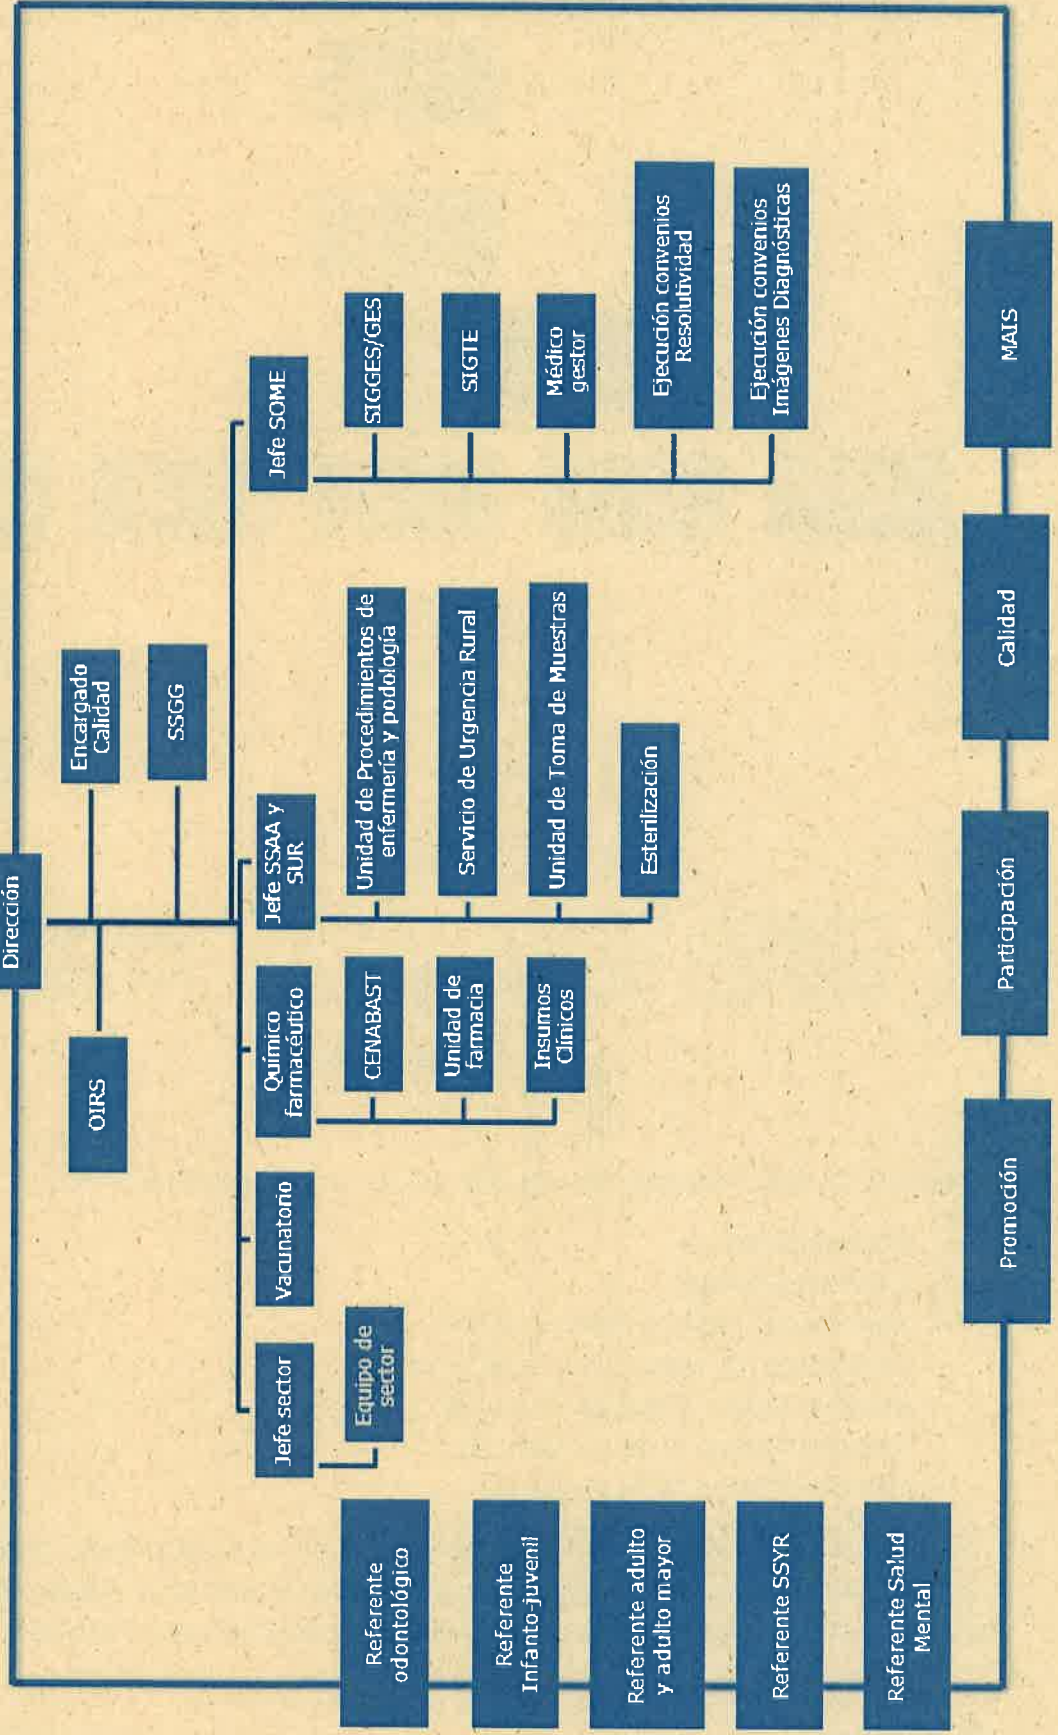 Dirección
OIRS
Encargado
Calidad
SSGG
Jefe sector
Equipo de
sector
Vacunatorio
Químico
farmacéutico
CENABAST
Unidad de
farmacia
Insumos
Clínicos
Jefe SSAA y
SUR
Unidad de Procedimientos de
enfermería y podología
Servicio de Urgencia Rural
Unidad de Toma de Muestras
Esterilización
Jefe SOME
SIGGES/GES
SIGTE
Médico
gestor
Ejecución convenios
Resolutividad
Ejecución convenios
Imágenes Diagnósticas
Referente
odontológico
Referente
Infanto-juvenil
Referente adulto
y adulto mayor
Referente SSYR
Referente Salud
Mental
Promoción
Participación
Calidad
MAIS